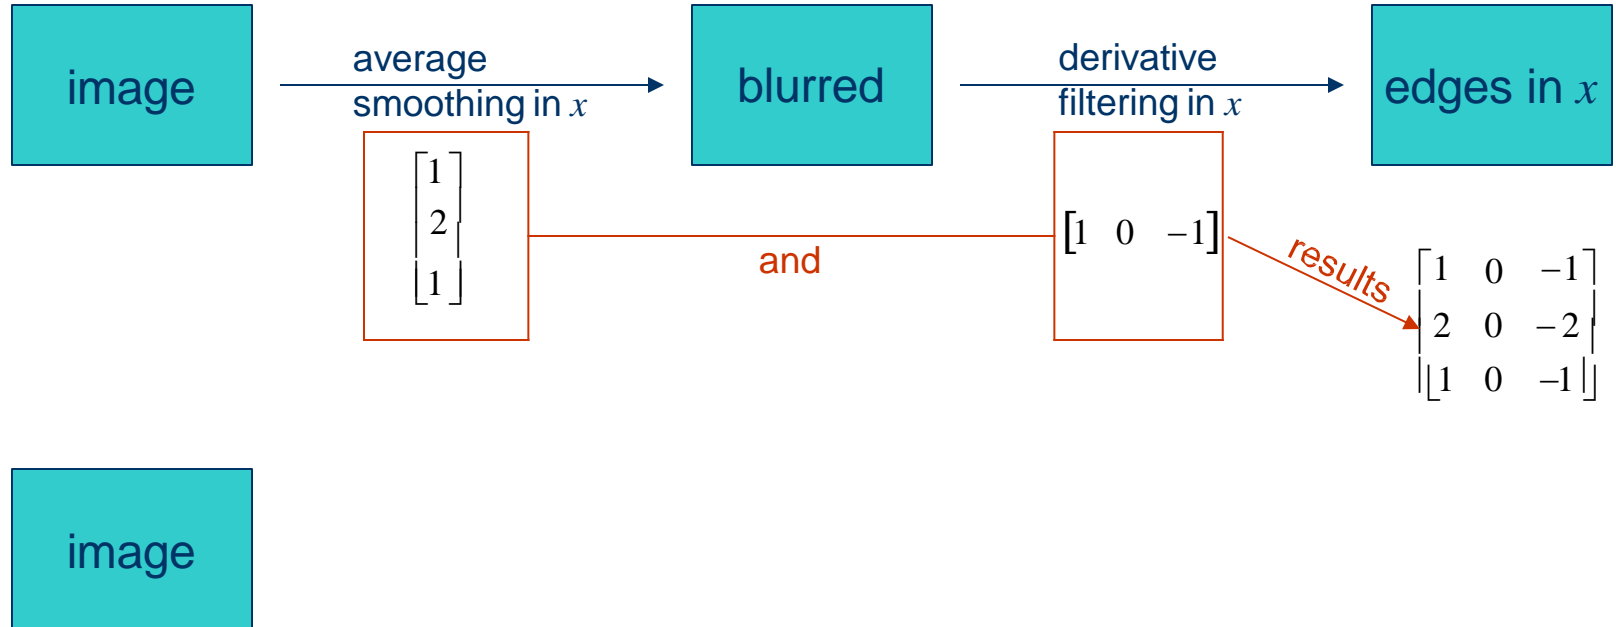 image
average
smoothing in x
blurred
derivative
filtering in x
edges in x
1
2
1
and
[1 0 −1]
results
1 0 −1
2 0 −2
1 0 −1
image